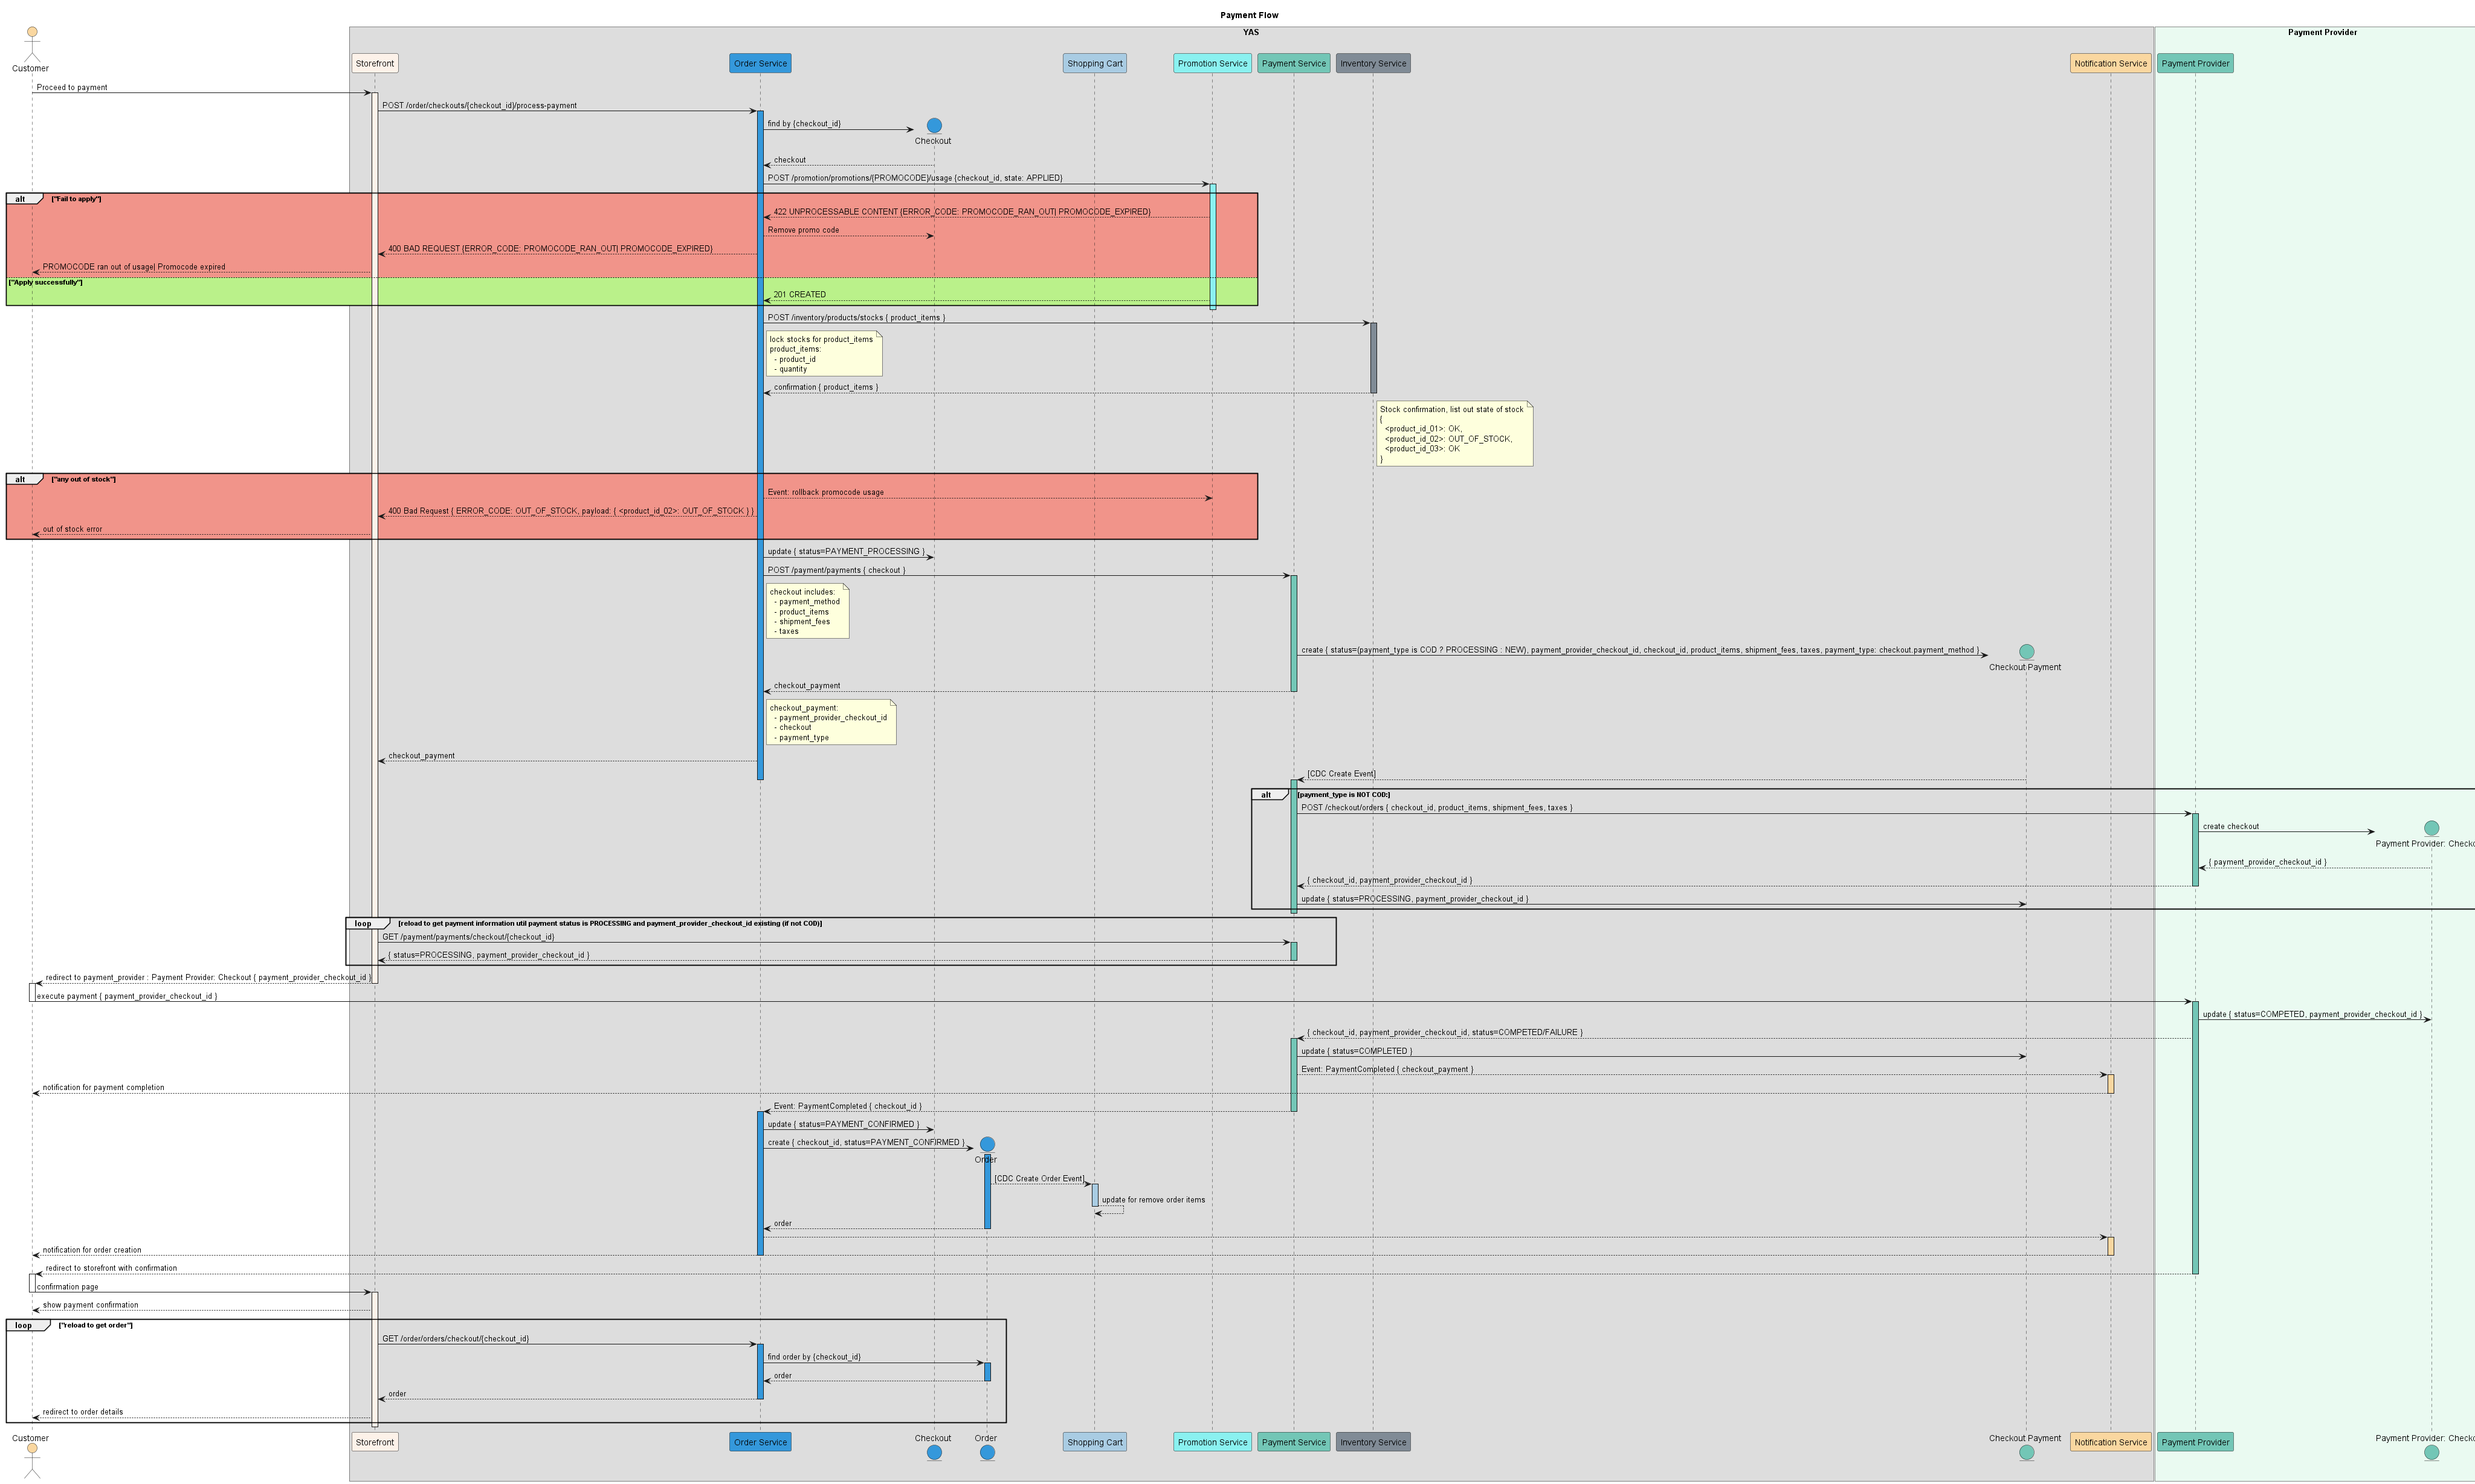 Payment Flow
YAS
Payment Provider
Customer
Storefront
Order Service
Shopping Cart
Promotion Service
Payment Service
Inventory Service
Notification Service
Payment Provider
Proceed to payment
POST /order/checkouts/{checkout_id}/process-payment
find by {checkout_id}
Checkout
checkout
POST /promotion/promotions/{PROMOCODE}/usage {checkout_id, state: APPLIED}
alt
["Fail to apply"]
422 UNPROCESSABLE CONTENT {ERROR_CODE: PROMOCODE_RAN_OUT| PROMOCODE_EXPIRED}
Remove promo code
400 BAD REQUEST {ERROR_CODE: PROMOCODE_RAN_OUT| PROMOCODE_EXPIRED}
PROMOCODE ran out of usage| Promocode expired
["Apply successfully"]
201 CREATED
POST /inventory/products/stocks { product_items }
lock stocks for product_items
product_items:
- product_id
- quantity
confirmation { product_items }
Stock confirmation, list out state of stock
{
<product_id_01>: OK,
<product_id_02>: OUT_OF_STOCK,
<product_id_03>: OK
}
alt
["any out of stock"]
Event: rollback promocode usage
400 Bad Request { ERROR_CODE: OUT_OF_STOCK, payload: { <product_id_02>: OUT_OF_STOCK } }
out of stock error
update { status=PAYMENT_PROCESSING }
POST /payment/payments { checkout }
checkout includes:
- payment_method
- product_items
- shipment_fees
- taxes
create { status=(payment_type is COD ? PROCESSING : NEW), payment_provider_checkout_id, checkout_id, product_items, shipment_fees, taxes, payment_type: checkout.payment_method }
Checkout Payment
checkout_payment
checkout_payment:
- payment_provider_checkout_id
- checkout
- payment_type
checkout_payment
[CDC Create Event]
alt
[payment_type is NOT COD:]
POST /checkout/orders { checkout_id, product_items, shipment_fees, taxes }
create checkout
Payment Provider: Checko
{ payment_provider_checkout_id }
{ checkout_id, payment_provider_checkout_id }
update { status=PROCESSING, payment_provider_checkout_id }
loop
[reload to get payment information util payment status is PROCESSING and payment_provider_checkout_id existing (if not COD)]
GET /payment/payments/checkout/{checkout_id}
{ status=PROCESSING, payment_provider_checkout_id }
redirect to payment_provider : Payment Provider: Checkout { payment_provider_checkout_id }
execute payment { payment_provider_checkout_id }
update { status=COMPETED, payment_provider_checkout_id }
{ checkout_id, payment_provider_checkout_id, status=COMPETED/FAILURE }
update { status=COMPLETED }
Event: PaymentCompleted { checkout_payment }
notification for payment completion
Event: PaymentCompleted { checkout_id }
update { status=PAYMENT_CONFIRMED }
create { checkout_id, status=PAYMENT_CONFIRMED }
Order
[CDC Create Order Event]
update for remove order items
order
notification for order creation
redirect to storefront with confirmation
confirmation page
show payment confirmation
loop
["reload to get order"]
GET /order/orders/checkout/{checkout_id}
find order by {checkout_id}
order
order
redirect to order details
Customer
Storefront
Order Service
Checkout
Order
Shopping Cart
Promotion Service
Payment Service
Inventory Service
Checkout Payment
Notification Service
Payment Provider
Payment Provider: Checko